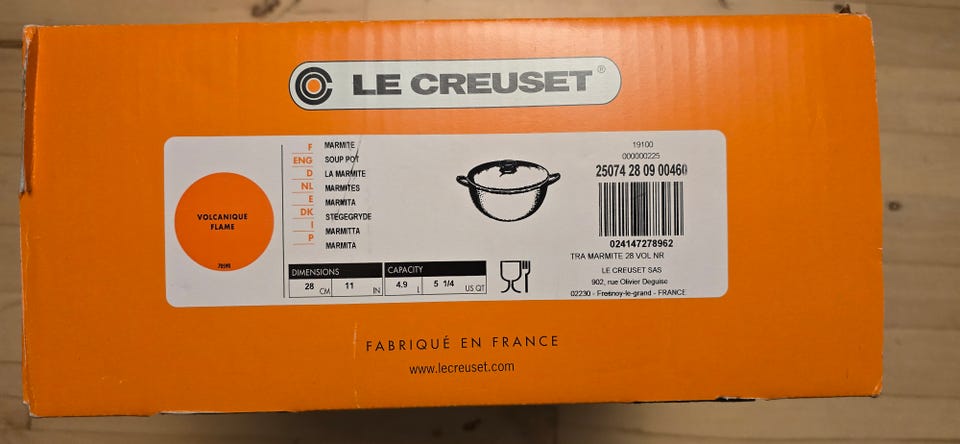 LE CREUSET®
VOLCANIQUE
FLAME
F MARMITE
ENG SOUP POT
D LA MARMITE
NL MARMITES
E MARMITA
DK STEGEGRYDE
I MARMITTA
P MARMITA
DIMENSIONS
28 CM 11 IN
CAPACITY
4.9 L 5 1/4 US QT
19100
000000225
25074 28 09 00460
024147278962
TRA MARMITE 28 VOL NR
LE CREUSET SAS
902, rue Olivier Deguise
02230 - Fresnoy-le-grand - FRANCE
FABRIQUÉ EN FRANCE
www.lecreuset.com